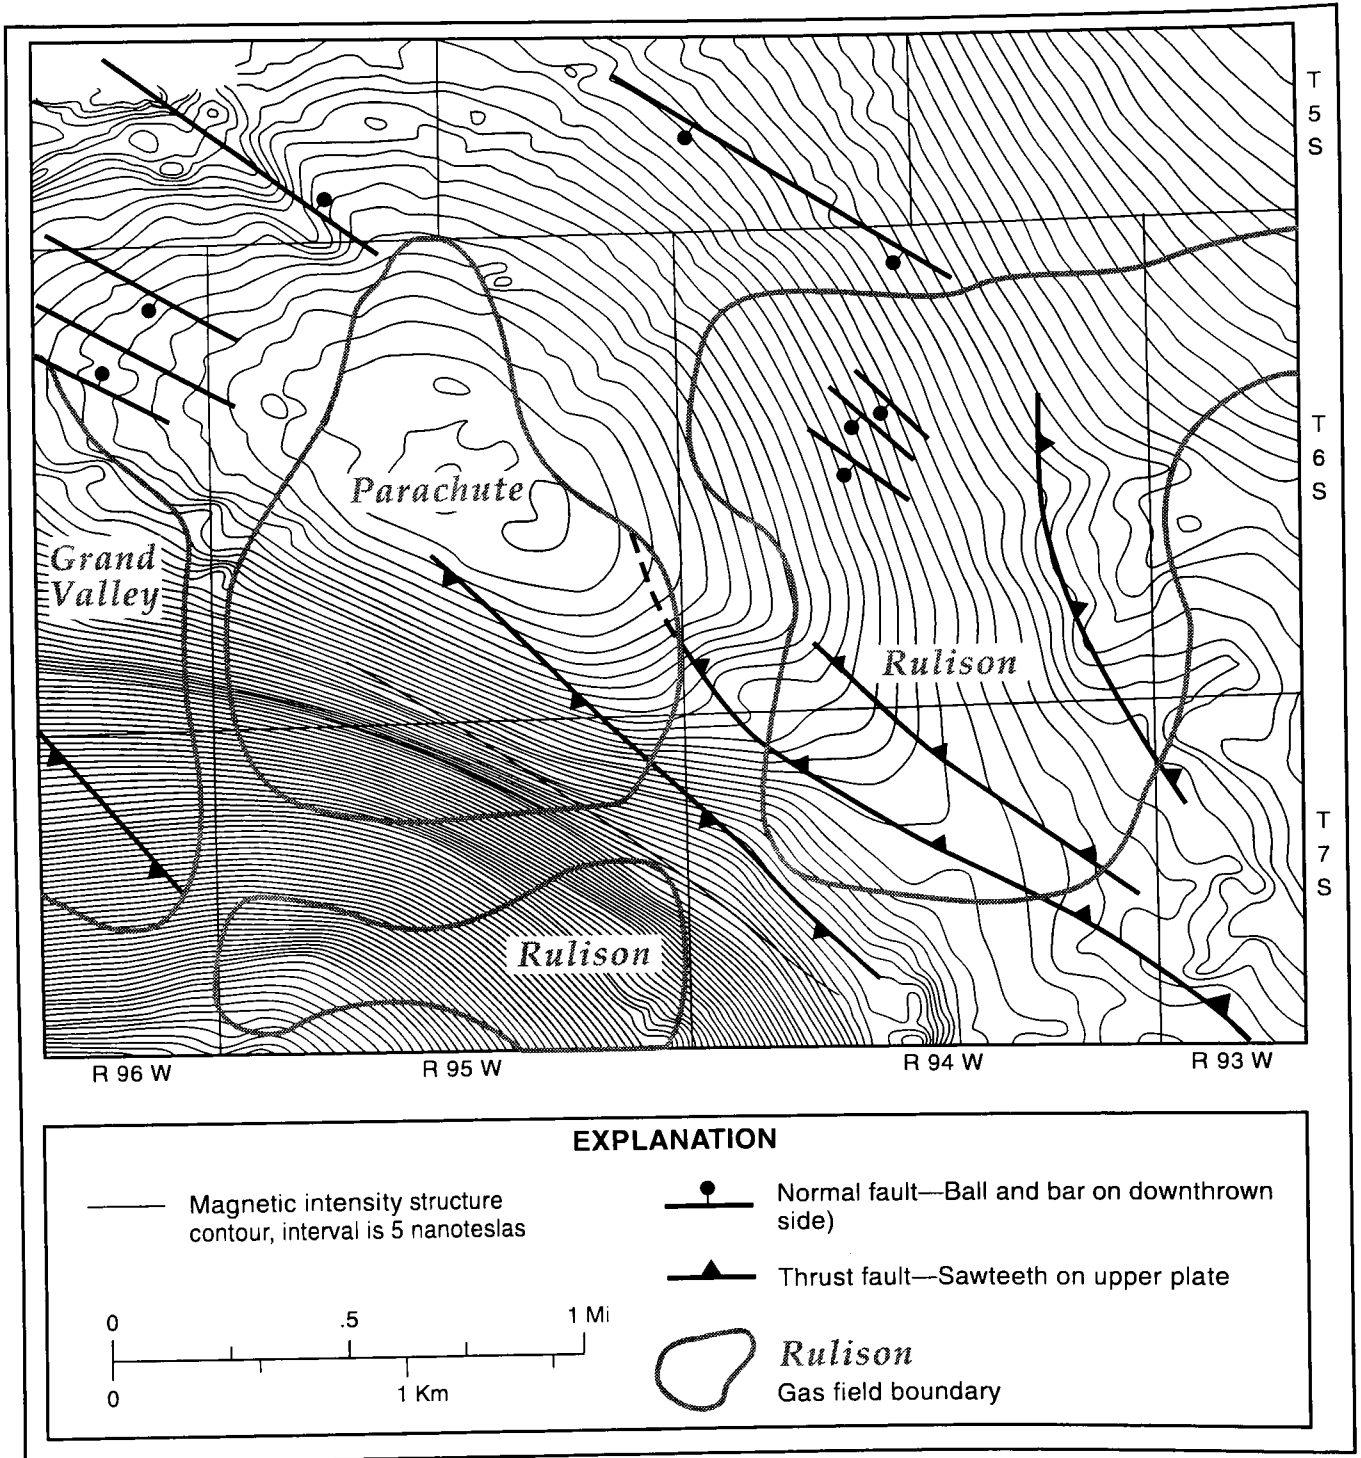 T
5
S
T
6
S
Parachute
Grand
Valley
Rulison
T
7
S
Rulison
R 96 W
R 95 W
R 94 W
R 93 W
EXPLANATION
Magnetic intensity structure
contour, interval is 5 nanoteslas
Normal fault—Ball and bar on downthrown
side)
Thrust fault—Sawteeth on upper plate
0 .5 1 Mi
0 1 Km
Rulison
Gas field boundary